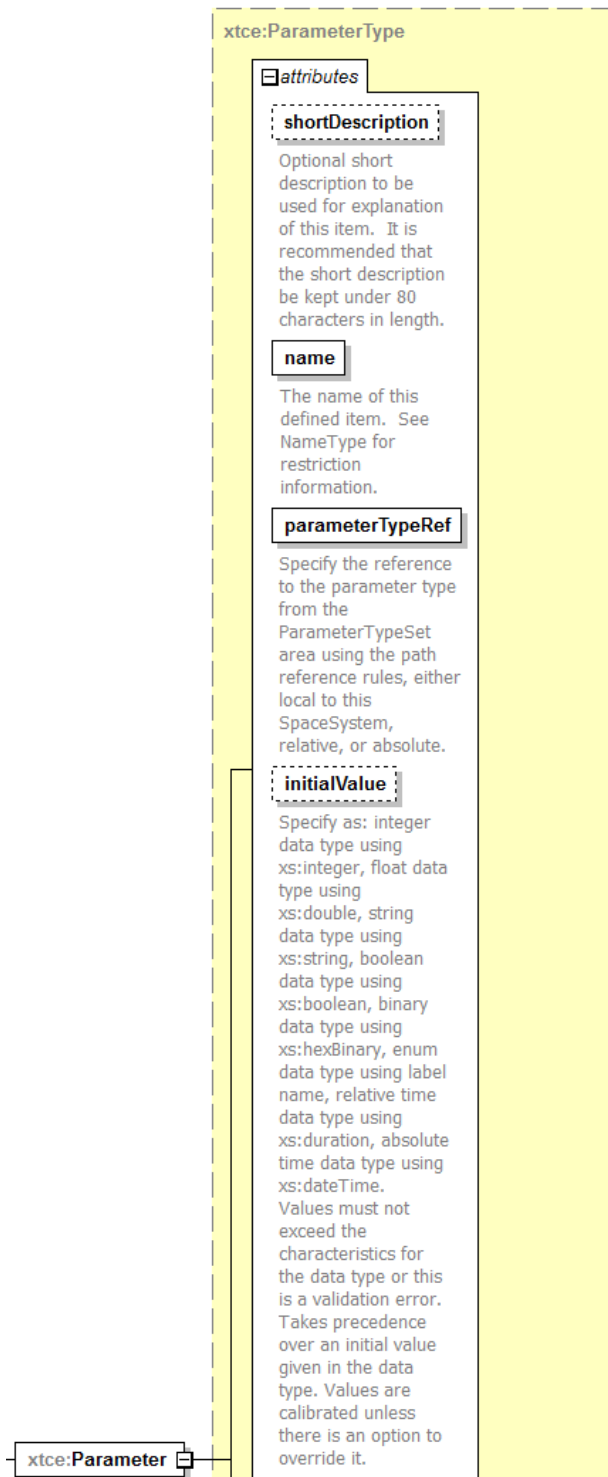 xtce:ParameterType
attributes
shortDescription
Optional short
description to be
used for explanation
of this item.  It is
recommended that
the short description
be kept under 80
characters in length.
name
The name of this
defined item.  See
NameType for
restriction
information.
parameterTypeRef
Specify the reference
to the parameter type
from the
ParameterTypeSet
area using the path
reference rules, either
local to this
SpaceSystem,
relative, or absolute.
initialValue
Specify as: integer
data type using
xs:integer, float data
type using
xs:double, string
data type using
xs:string, boolean
data type using
xs:boolean, binary
data type using
xs:hexBinary, enum
data type using label
name, relative time
data type using
xs:duration, absolute
time data type using
xs:dateTime.
Values must not
exceed the
characteristics for
the data type or this
is a validation error.
Takes precedence
over an initial value
given in the data
type. Values are
calibrated unless
there is an option to
override it.
xtce:Parameter